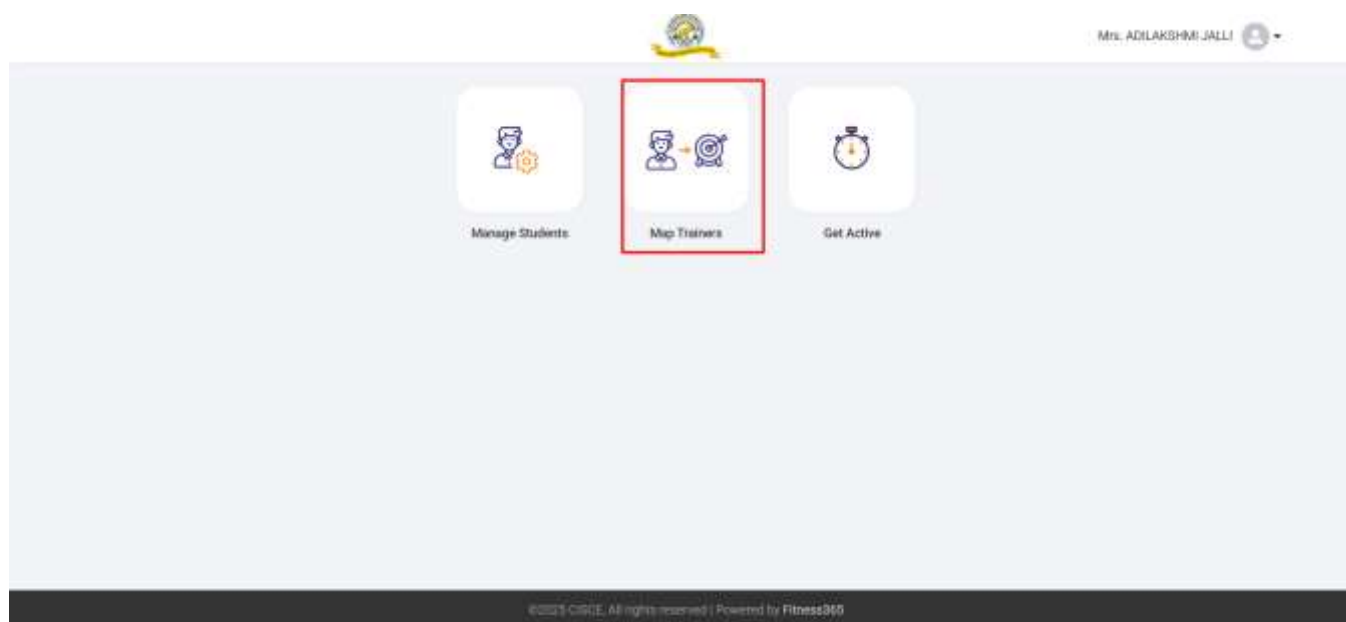 Mrs. ADILAKSHMI JALLI
Manage Students
Map Trainers
Get Active
©2025 CISCE, All rights reserved | Powered by Fitness365